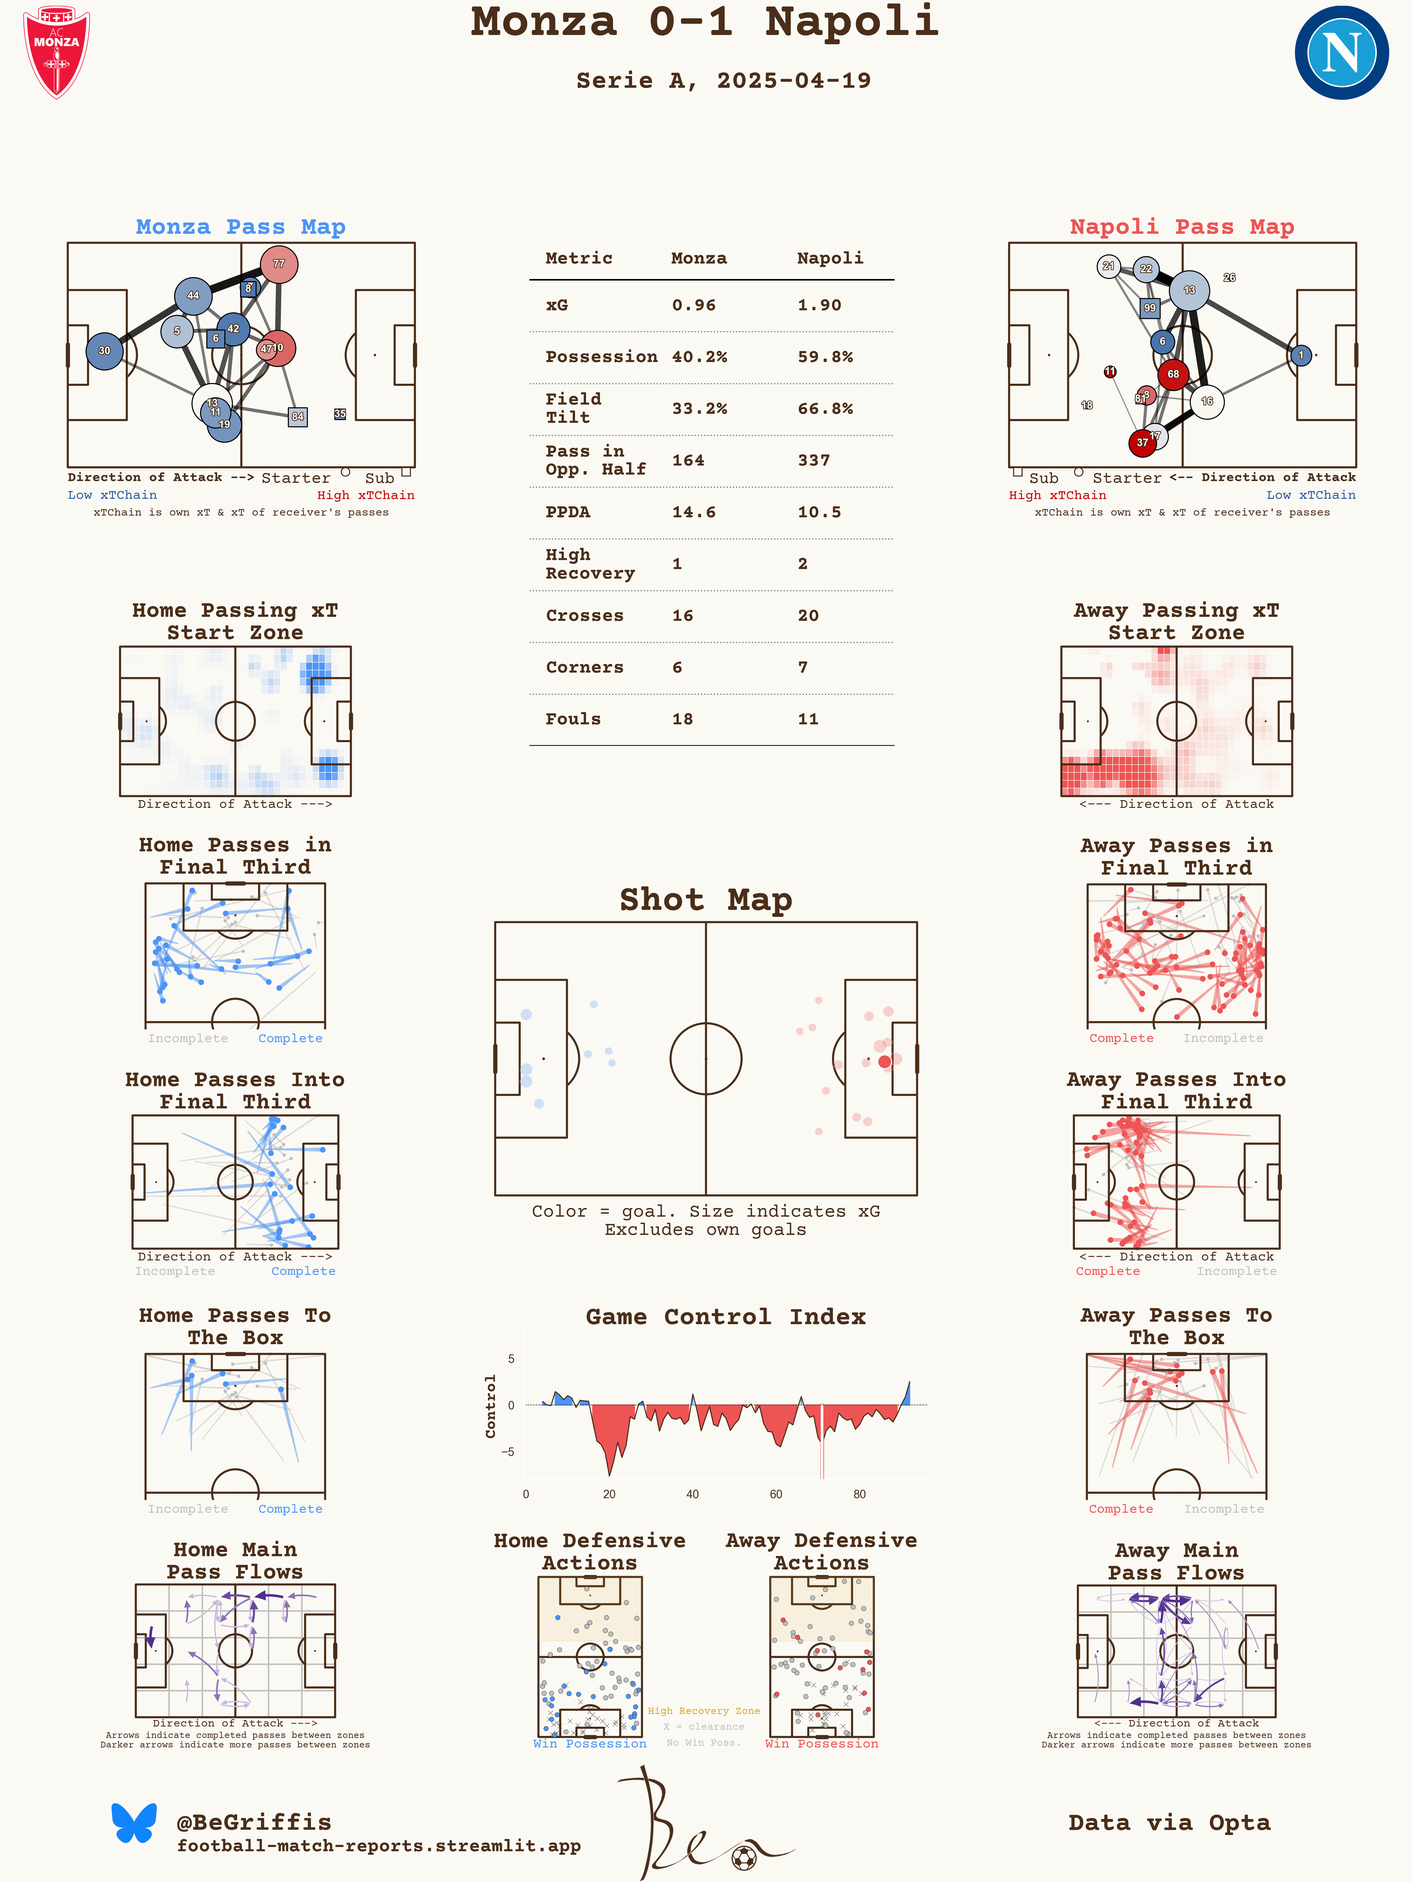 Monza 0-1 Napoli
Serie A, 2025-04-19
AC
MONZA
N
Monza Pass Map
77
8
44
5
6
42
30
47
10
13
11
19
84
35
Direction of Attack --> Starter Sub
Low xTChain High xTChain
xTChain is own xT & xT of receiver's passes
Metric Monza Napoli
xG 0.96 1.90
Possession 40.2% 59.8%
Field
Tilt 33.2% 66.8%
Pass in
Opp. Half 164 337
PPDA 14.6 10.5
High
Recovery 1 2
Crosses 16 20
Corners 6 7
Fouls 18 11
Napoli Pass Map
21
22
26
13
99
6
1
11
68
81
18
16
37
17
Sub Starter <-- Direction of Attack
High xTChain Low xTChain
xTChain is own xT & xT of receiver's passes
Home Passing xT
Start Zone
Direction of Attack --->
Away Passing xT
Start Zone
<--- Direction of Attack
Home Passes in
Final Third
Incomplete Complete
Away Passes in
Final Third
Complete Incomplete
Shot Map
Color = goal. Size indicates xG
Excludes own goals
Home Passes Into
Final Third
Direction of Attack --->
Incomplete Complete
Away Passes Into
Final Third
<--- Direction of Attack
Complete Incomplete
Home Passes To
The Box
Incomplete Complete
Game Control Index
Control
5
0
−5
0 20 40 60 80
Away Passes To
The Box
Complete Incomplete
Home Main
Pass Flows
Direction of Attack --->
Arrows indicate completed passes between zones
Darker arrows indicate more passes between zones
Home Defensive
Actions
Win Possession
Away Defensive
Actions
Win Possession
High Recovery Zone
X = clearance
No Win Poss.
Away Main
Pass Flows
<--- Direction of Attack
Arrows indicate completed passes between zones
Darker arrows indicate more passes between zones
@BeGriffis
football-match-reports.streamlit.app
Ben
Data via Opta